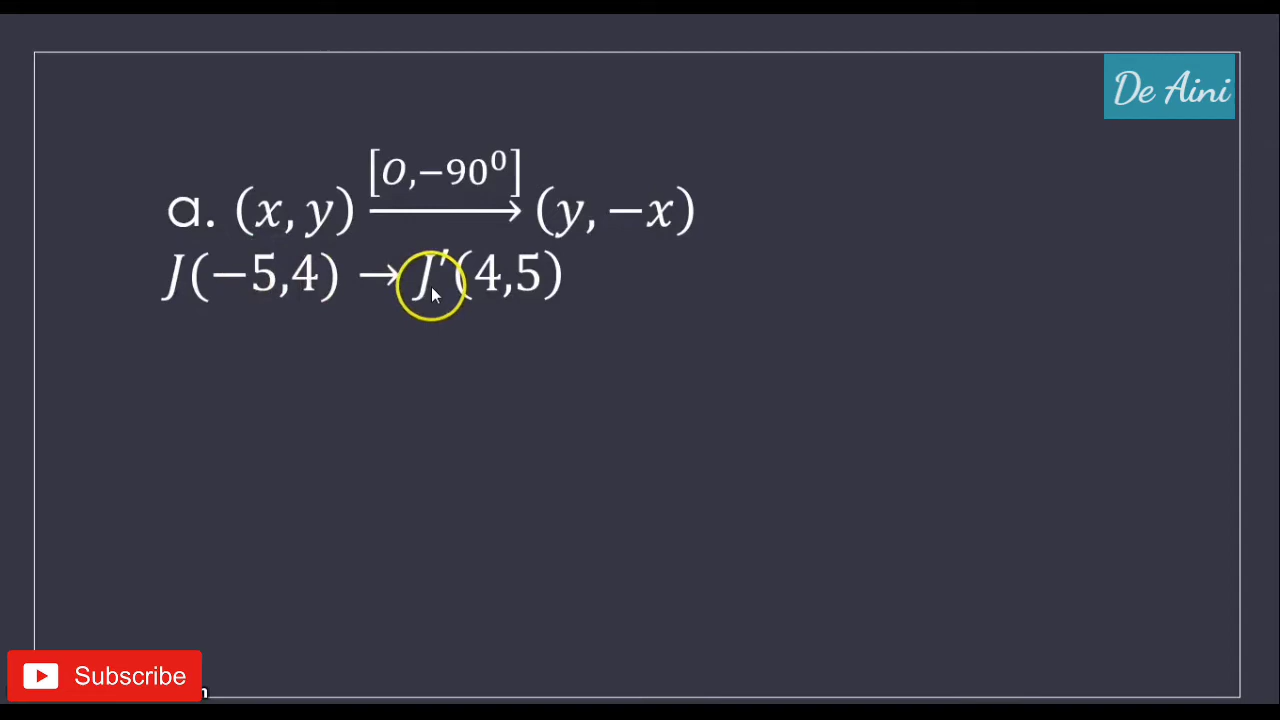 De Aini
[O,−90⁰]
a. (x, y) ⟶ (y, −x)
J(−5,4) → J′(4,5)
Subscribe